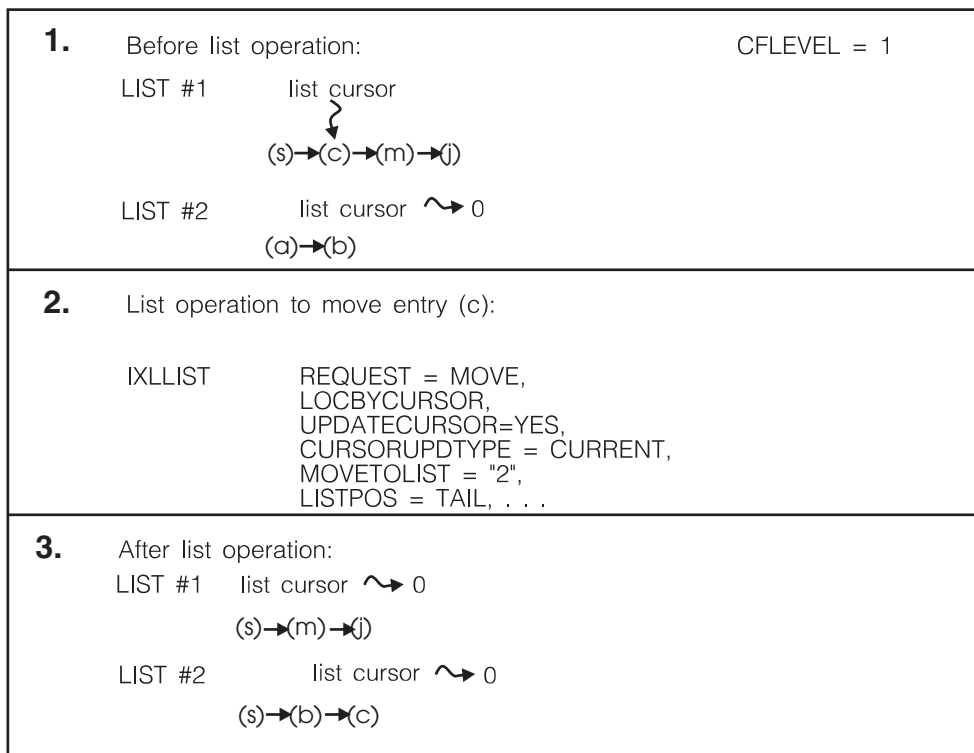 1. Before list operation: CFLEVEL = 1
LIST #1 list cursor
(s)→(c)→(m)→(j)
LIST #2 list cursor → 0
(a)→(b)
2. List operation to move entry (c):
IXLLIST REQUEST = MOVE,
LOCBYCURSOR,
UPDATECURSOR=YES,
CURSORUPDTYPE = CURRENT,
MOVETOLIST = "2",
LISTPOS = TAIL, . . .
3. After list operation:
LIST #1 list cursor → 0
(s)→(m)→(j)
LIST #2 list cursor → 0
(s)→(b)→(c)